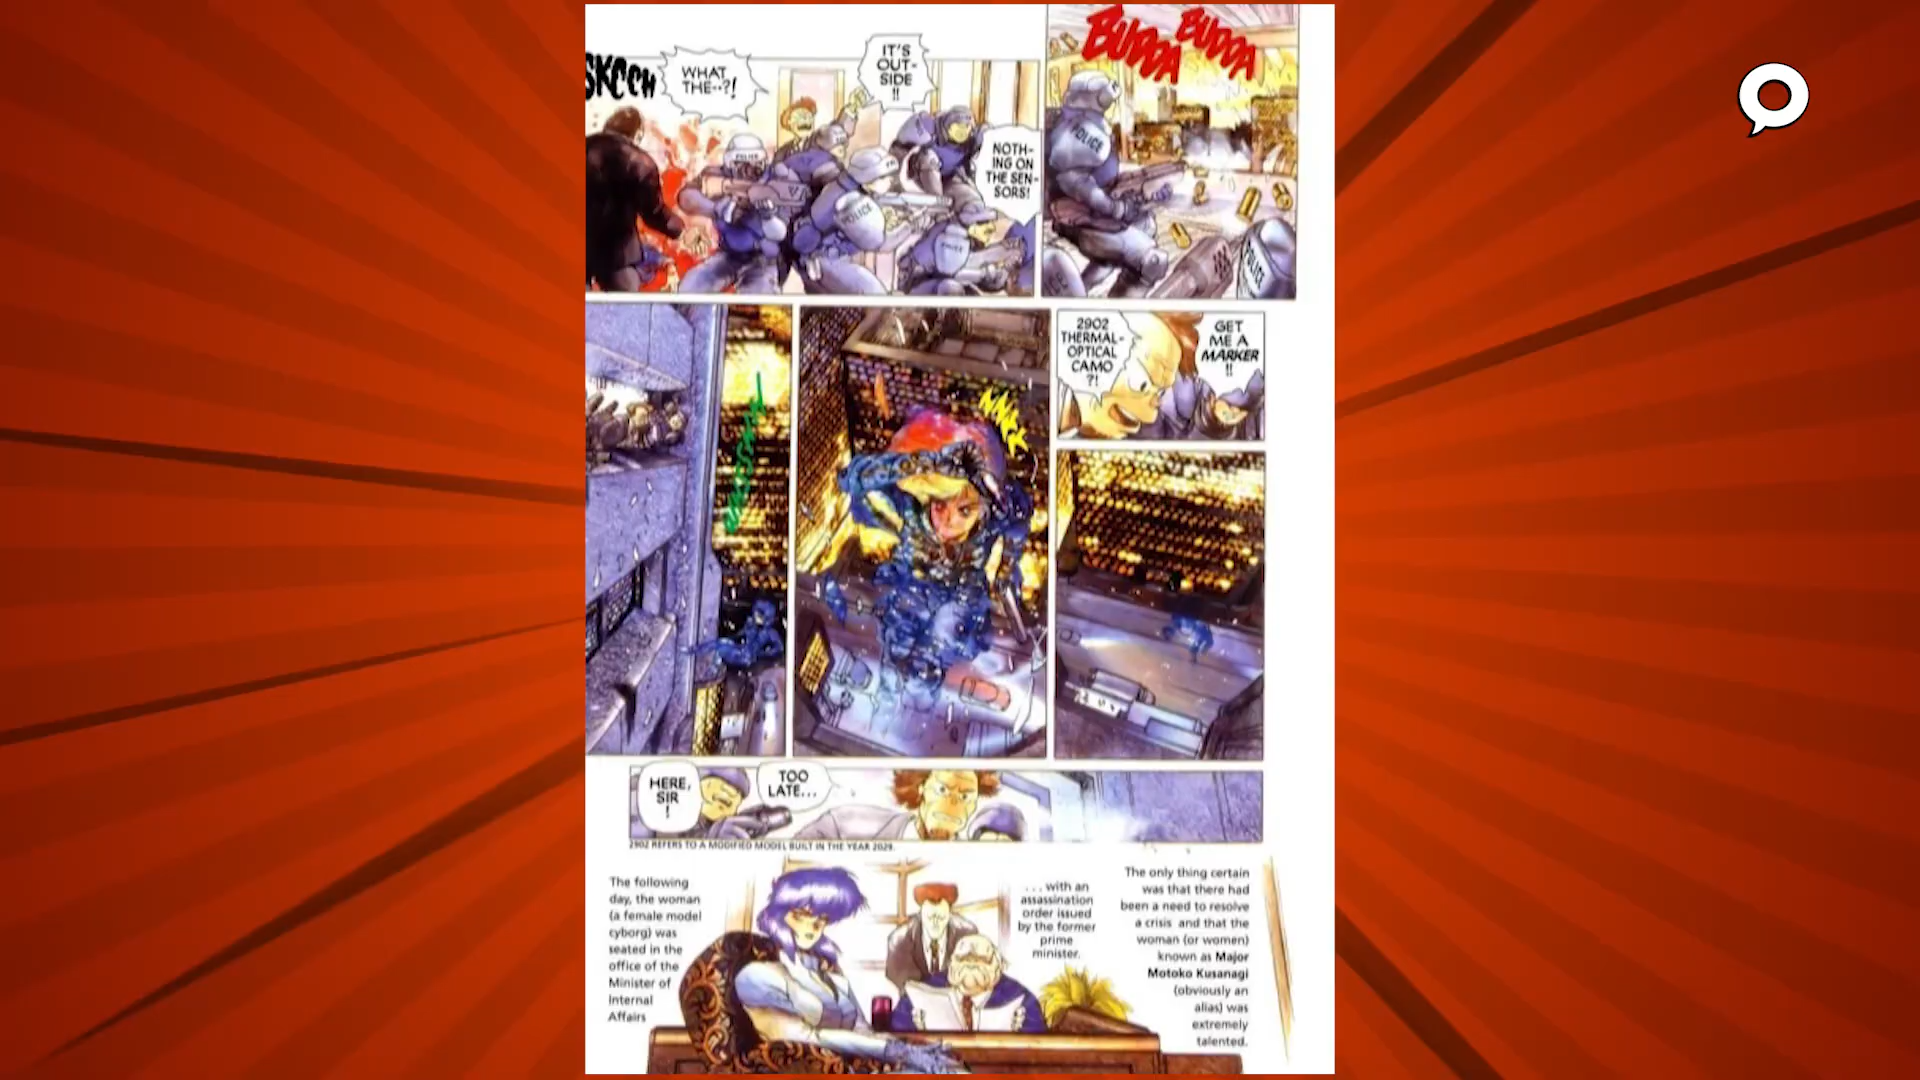 SKCCH
WHAT
THE--?!
IT'S
OUT-
SIDE
!!
POLICE
POLICE
POLICE
NOTH-
ING ON
THE SEN-
SORS!
BUDDA
BUDDA
POLICE
POLICE
2902
THERMAL-
OPTICAL
CAMO
?!
GET
ME A
MARKER
!!
HERE,
SIR
!
TOO
LATE...
2902 REFERS TO A MODIFIED MODEL BUILT IN THE YEAR 2029.
The following
day, the woman
(a female model
cyborg) was
seated in the
office of the
Minister of
Internal
Affairs
. . . with an
assassination
order issued
by the former
prime
minister.
The only thing certain
was that there had
been a need to resolve
a crisis and that the
woman (or women)
known as Major
Motoko Kusanagi
(obviously an
alias) was
extremely
talented.